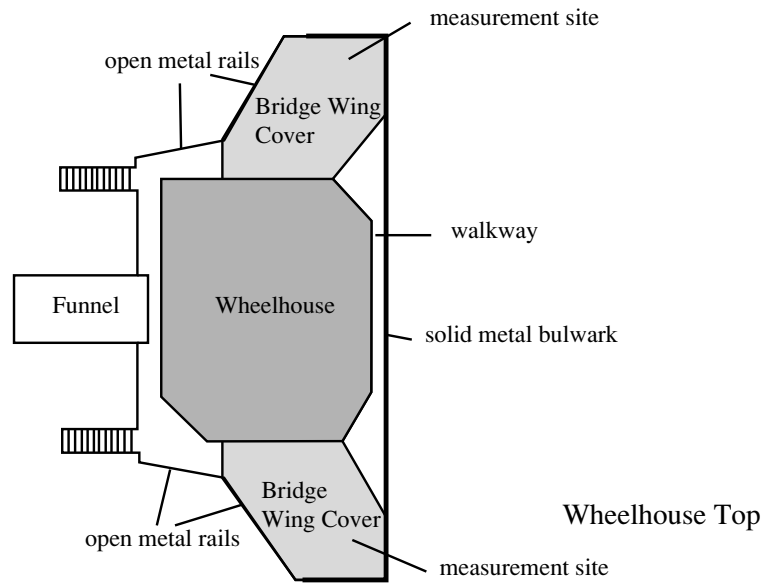 measurement site
open metal rails
Bridge Wing
Cover
walkway
Funnel
Wheelhouse
solid metal bulwark
Bridge
Wing Cover
Wheelhouse Top
open metal rails
measurement site